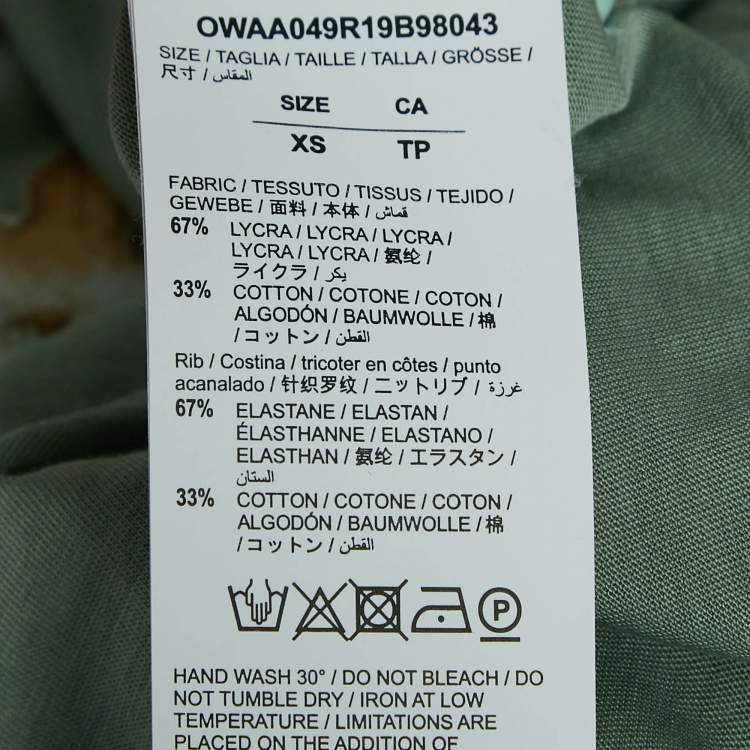 OWAA049R19B98043
SIZE / TAGLIA / TAILLE / TALLA / GRÖSSE /
尺寸 / المقاس
SIZE CA
XS TP
FABRIC / TESSUTO / TISSUS / TEJIDO /
GEWEBE / 面料 / 本体 / قماش
67% LYCRA / LYCRA / LYCRA /
LYCRA / LYCRA / 氨纶 /
ライクラ / يكر
33% COTTON / COTONE / COTON /
ALGODÓN / BAUMWOLLE / 棉
/ コットン / القطن
Rib / Costina / tricoter en côtes / punto
acanalado / 针织罗纹 / 二ットリブ / غرزة
67% ELASTANE / ELASTAN /
ÉLASTHANNE / ELASTANO /
ELASTHAN / 氨纶 / エラスタン /
الستان
33% COTTON / COTONE / COTON /
ALGODÓN / BAUMWOLLE / 棉
/ コットン / القطن
P
HAND WASH 30° / DO NOT BLEACH / DO
NOT TUMBLE DRY / IRON AT LOW
TEMPERATURE / LIMITATIONS ARE
PLACED ON THE ADDITION OF